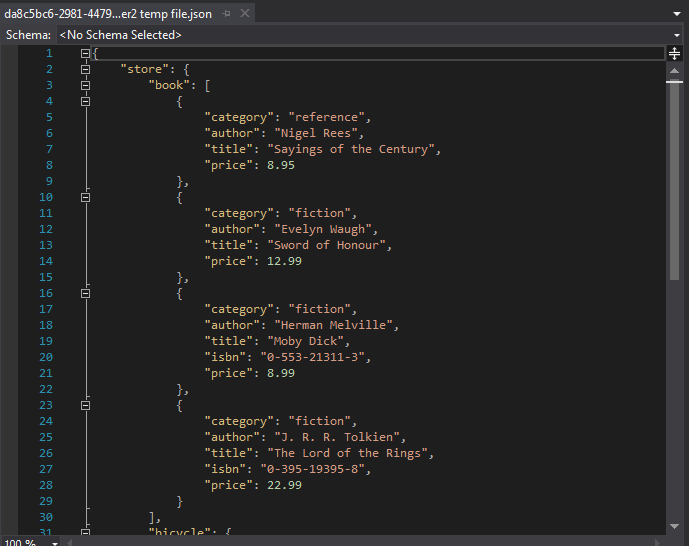 da8c5bc6-2981-4479...er2 temp file.json
Schema: <No Schema Selected>
1 {
2 "store": {
3 "book": [
4 {
5 "category": "reference",
6 "author": "Nigel Rees",
7 "title": "Sayings of the Century",
8 "price": 8.95
9 },
10 {
11 "category": "fiction",
12 "author": "Evelyn Waugh",
13 "title": "Sword of Honour",
14 "price": 12.99
15 },
16 {
17 "category": "fiction",
18 "author": "Herman Melville",
19 "title": "Moby Dick",
20 "isbn": "0-553-21311-3",
21 "price": 8.99
22 },
23 {
24 "category": "fiction",
25 "author": "J. R. R. Tolkien",
26 "title": "The Lord of the Rings",
27 "isbn": "0-395-19395-8",
28 "price": 22.99
29 }
30 ],
31 "bicycle": {
100 %